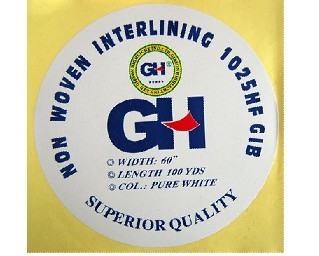 NON WOVEN INTERLINING 1025HF GIB
GH
GH
WIDTH: 60"
LENGTH 100 YDS
COL.: PURE WHITE
SUPERIOR QUALITY